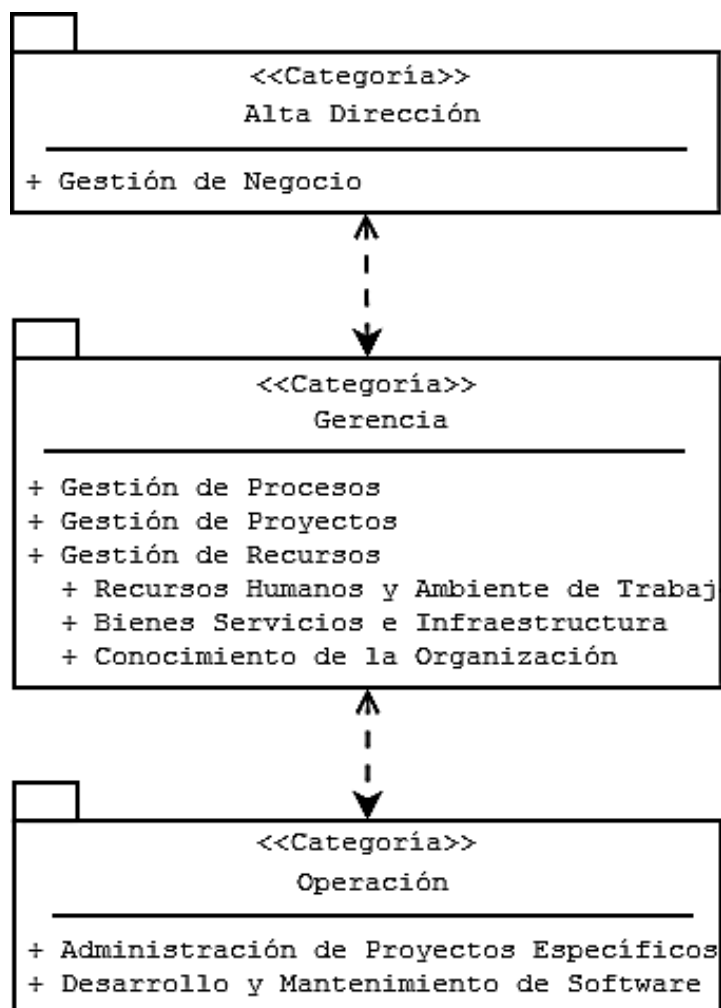 <<Categoría>>
Alta Dirección
+ Gestión de Negocio
<<Categoría>>
Gerencia
+ Gestión de Procesos
+ Gestión de Proyectos
+ Gestión de Recursos
+ Recursos Humanos y Ambiente de Trabaj
+ Bienes Servicios e Infraestructura
+ Conocimiento de la Organización
<<Categoría>>
Operación
+ Administración de Proyectos Específicos
+ Desarrollo y Mantenimiento de Software